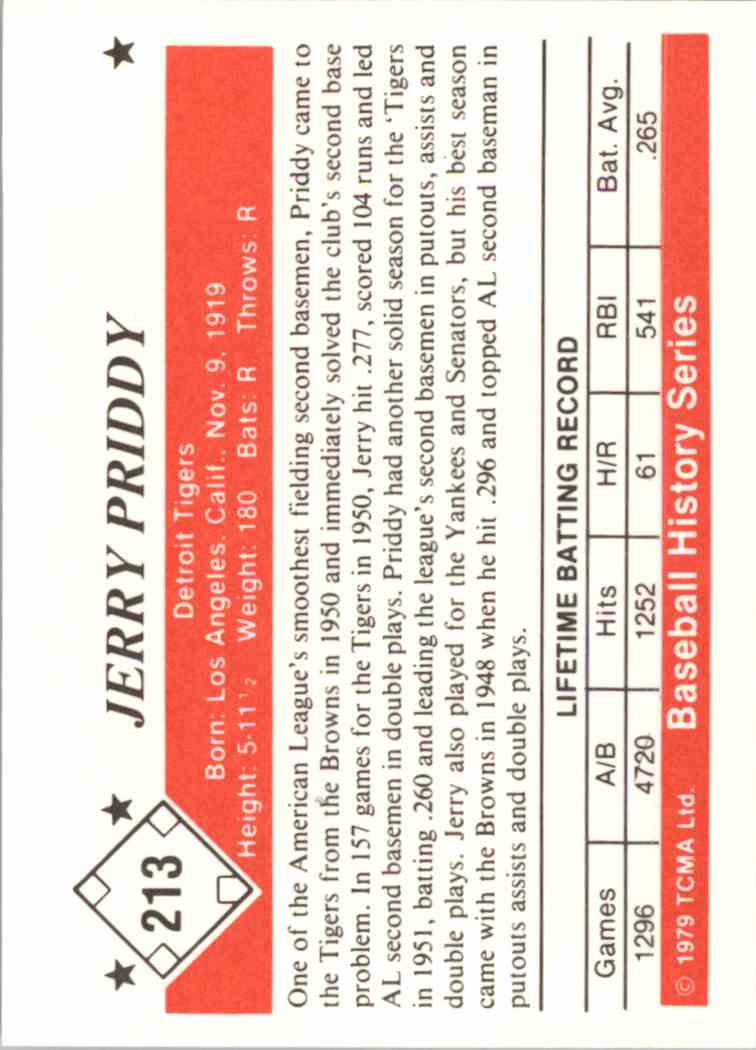 JERRY PRIDDY
213
Detroit Tigers
Born: Los Angeles, Calif., Nov. 9, 1919
Height: 5-11½ Weight: 180 Bats: R Throws: R
One of the American League's smoothest fielding second basemen, Priddy came to
the Tigers from the Browns in 1950 and immediately solved the club's second base
problem. In 157 games for the Tigers in 1950, Jerry hit .277, scored 104 runs and led
AL second basemen in double plays. Priddy had another solid season for the 'Tigers
in 1951, batting .260 and leading the league's second basemen in putouts, assists and
double plays. Jerry also played for the Yankees and Senators, but his best season
came with the Browns in 1948 when he hit .296 and topped AL second baseman in
putouts assists and double plays.
LIFETIME BATTING RECORD
Games A/B Hits H/R RBI Bat. Avg.
1296 4720 1252 61 541 .265
© 1979 TCMA Ltd. Baseball History Series